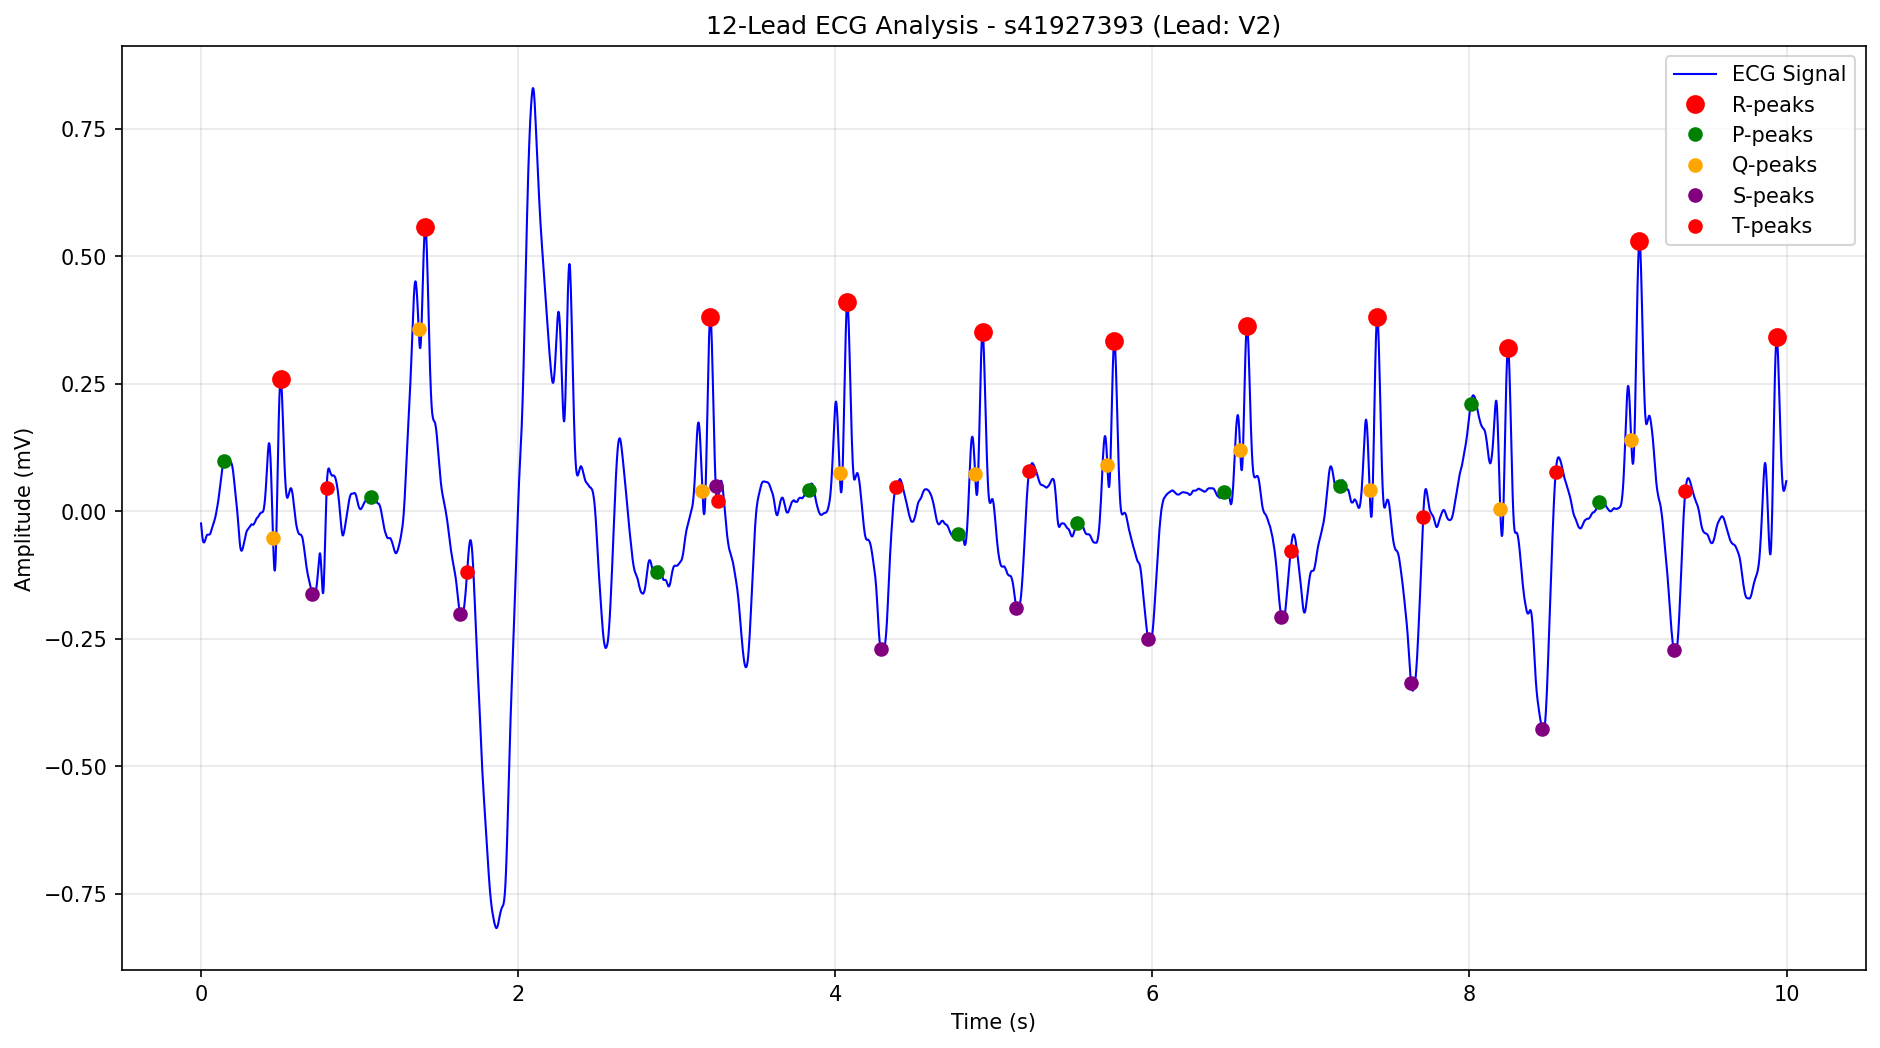 12-Lead ECG Analysis - s41927393 (Lead: V2)
ECG Signal
R-peaks
P-peaks
Q-peaks
S-peaks
T-peaks
Amplitude (mV)
0.75
0.50
0.25
0.00
−0.25
−0.50
−0.75
0 2 4 6 8 10
Time (s)